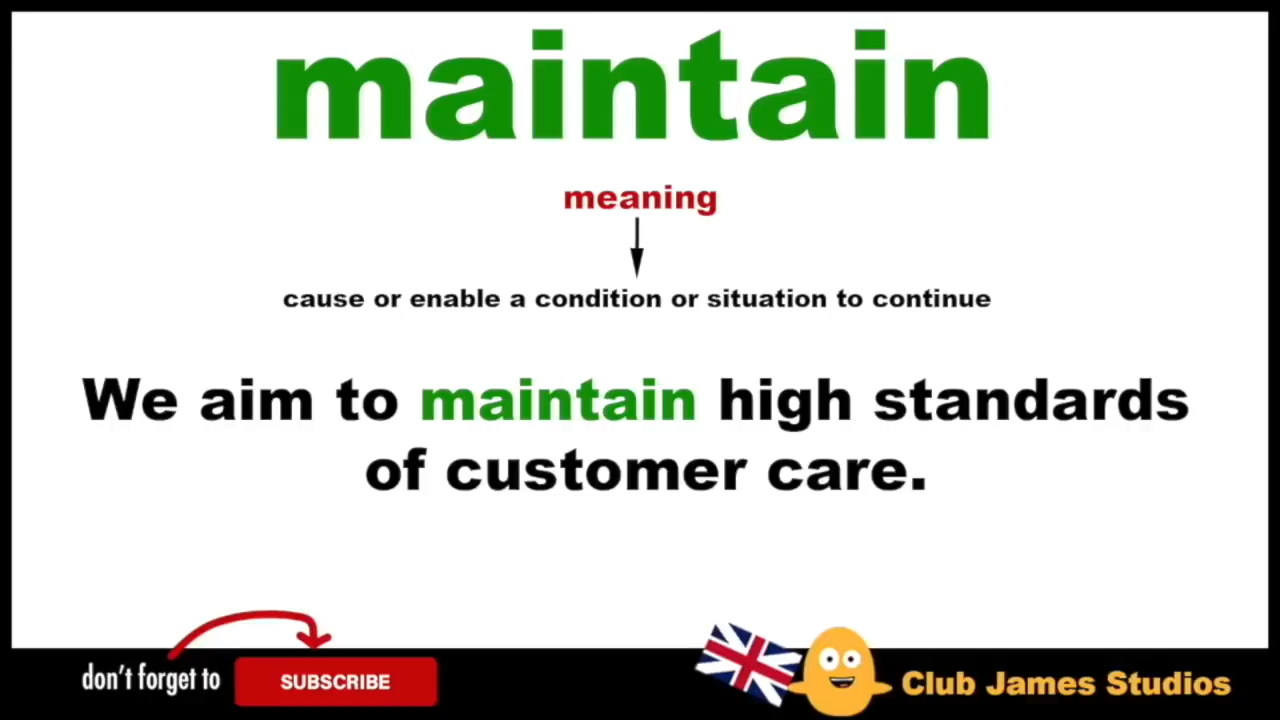 maintain
meaning
cause or enable a condition or situation to continue
We aim to maintain high standards
of customer care.
don't forget to SUBSCRIBE
Club James Studios